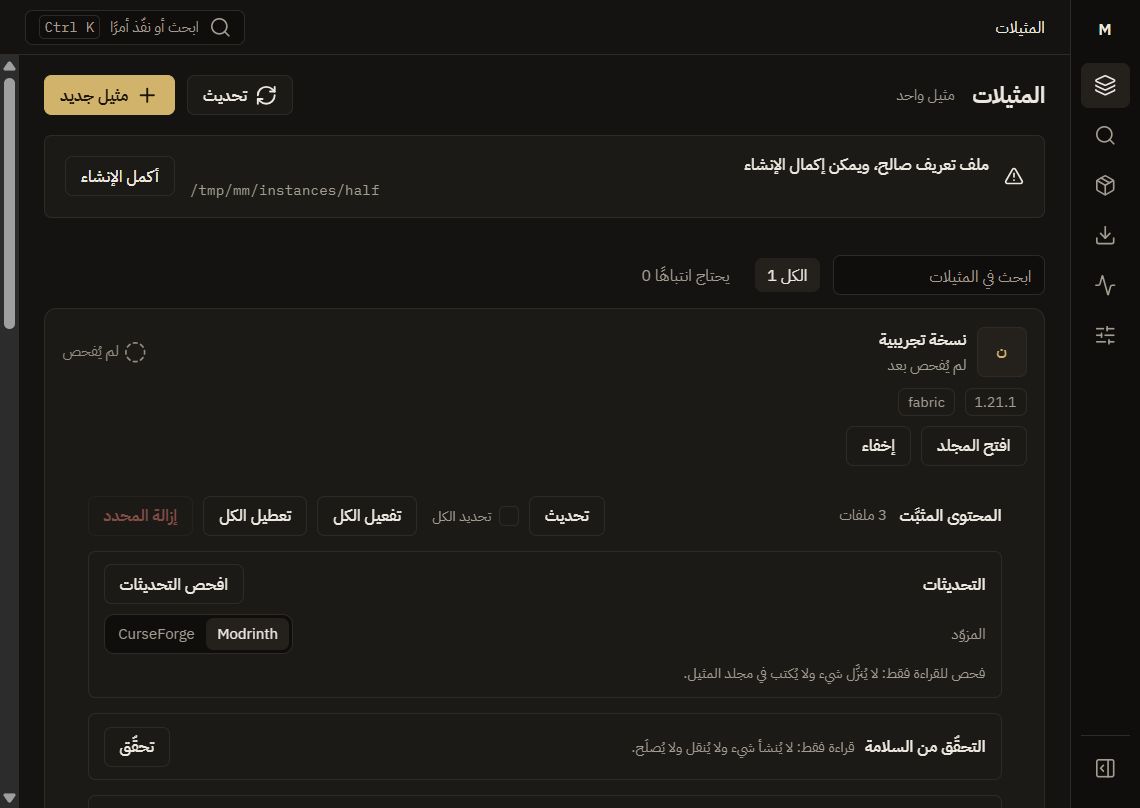 M
المثيلات
ابحث أو نفّذ أمرًا Ctrl K
المثيلات مثيل واحد
تحديث
مثيل جديد
ملف تعريف صالح، ويمكن إكمال الإنشاء
/tmp/mm/instances/half
أكمل الإنشاء
ابحث في المثيلات
الكل 1
يحتاج انتباهًا 0
ن
نسخة تجريبية
لم يُفحص بعد
لم يُفحص
1.21.1
fabric
افتح المجلد
إخفاء
المحتوى المثبَّت 3 ملفات
تحديث
تحديد الكل
تفعيل الكل
تعطيل الكل
إزالة المحدد
التحديثات
افحص التحديثات
المزوّد
Modrinth
CurseForge
فحص للقراءة فقط: لا يُنزَّل شيء ولا يُكتب في مجلد المثيل.
التحقّق من السلامة قراءة فقط: لا يُنشأ شيء ولا يُنقل ولا يُصلَح.
تحقّق